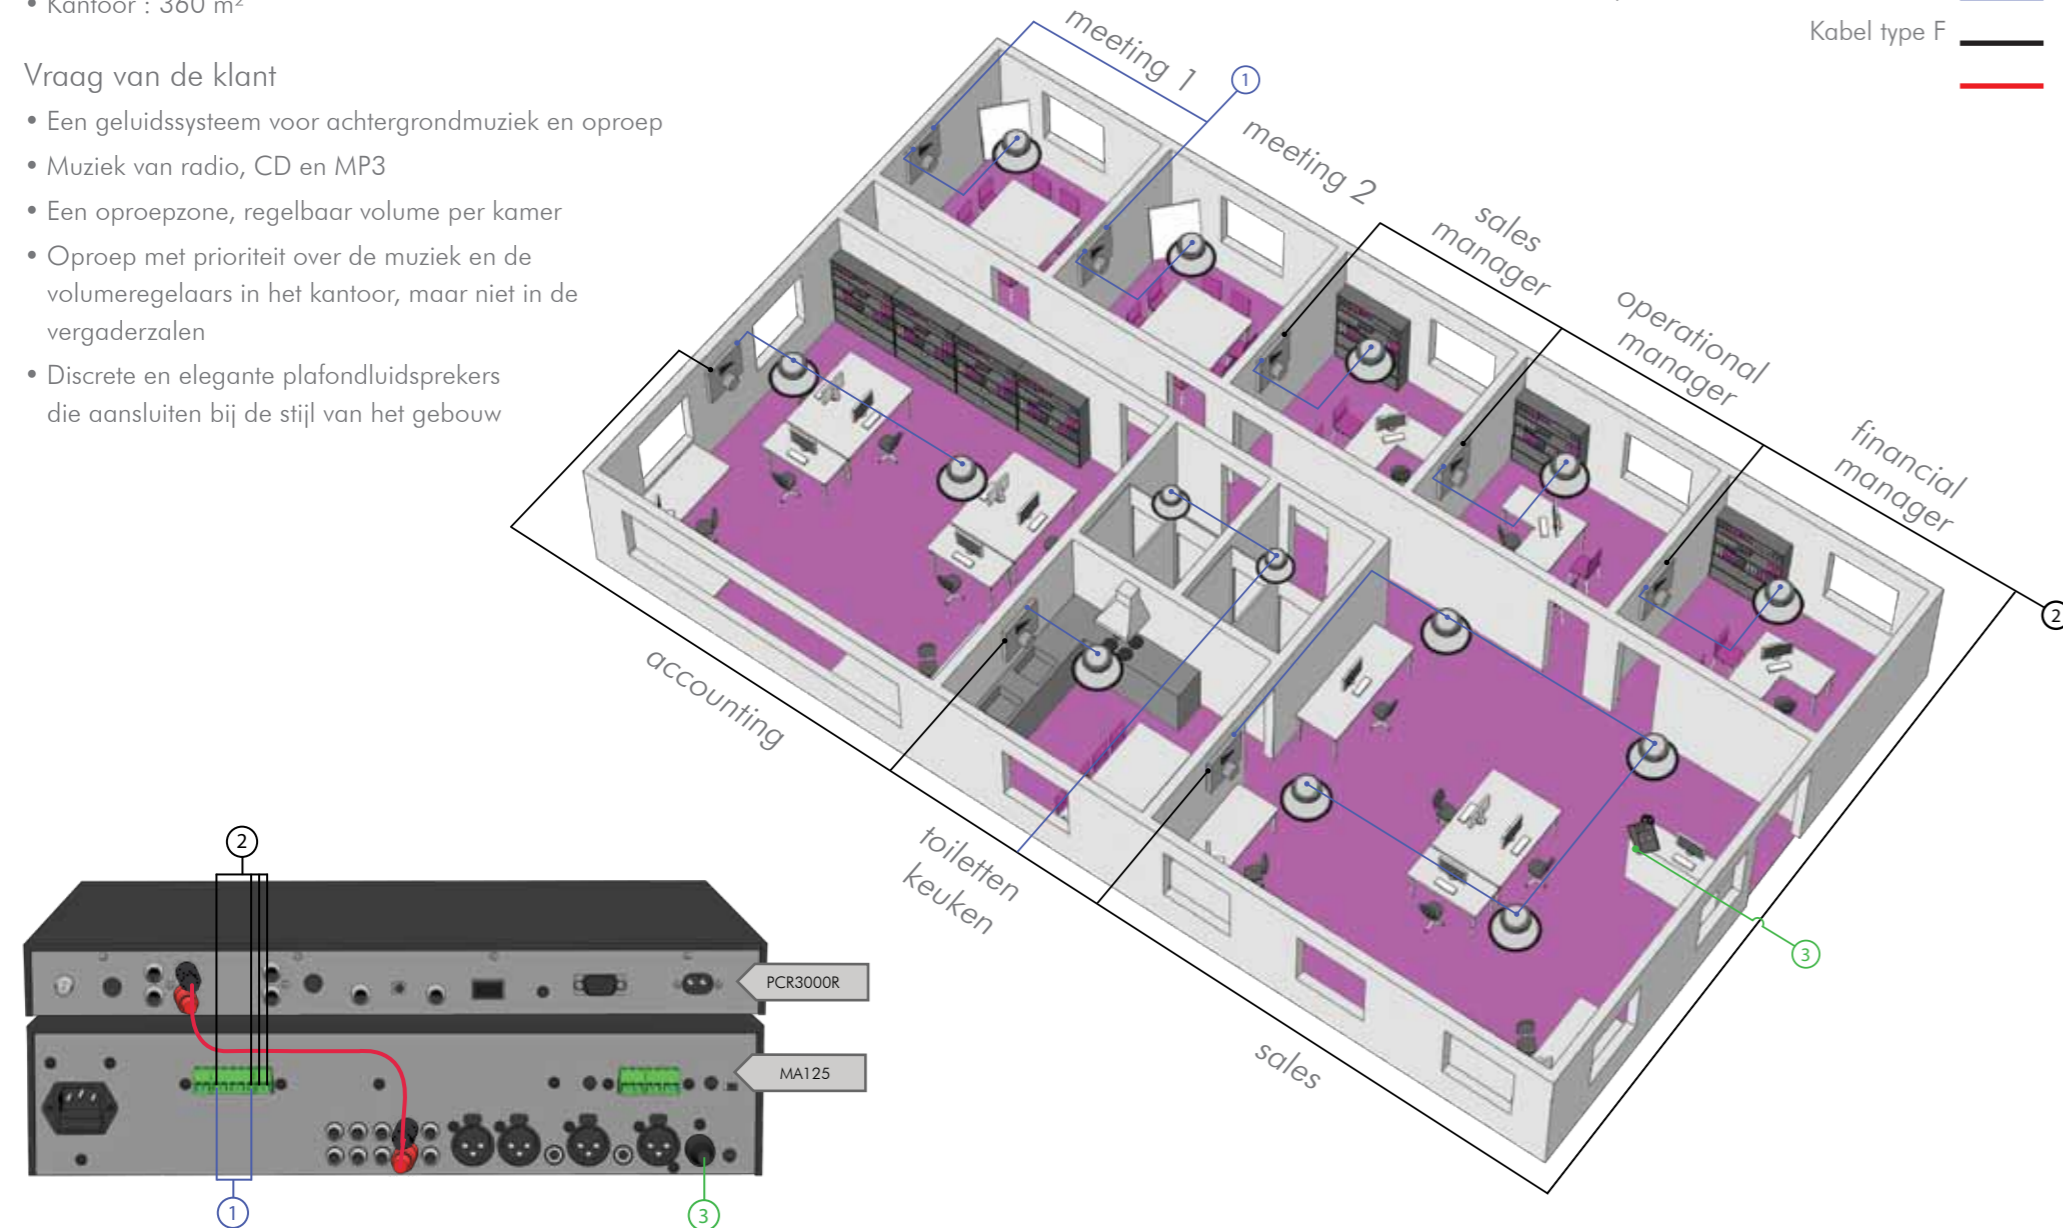 • Kantoor : 360 m²
Vraag van de klant
• Een geluidssysteem voor achtergrondmuziek en oproep
• Muziek van radio, CD en MP3
• Een oproepzone, regelbaar volume per kamer
• Oproep met prioriteit over de muziek en de
volumeregelaars in het kantoor, maar niet in de
vergaderzalen
• Discrete en elegante plafondluidsprekers
die aansluiten bij de stijl van het gebouw
Kabel type F
meeting 1
1
meeting 2
sales
manager
operational
manager
financial
manager
2
accounting
toiletten
keuken
sales
3
2
PCR3000R
MA125
1
3